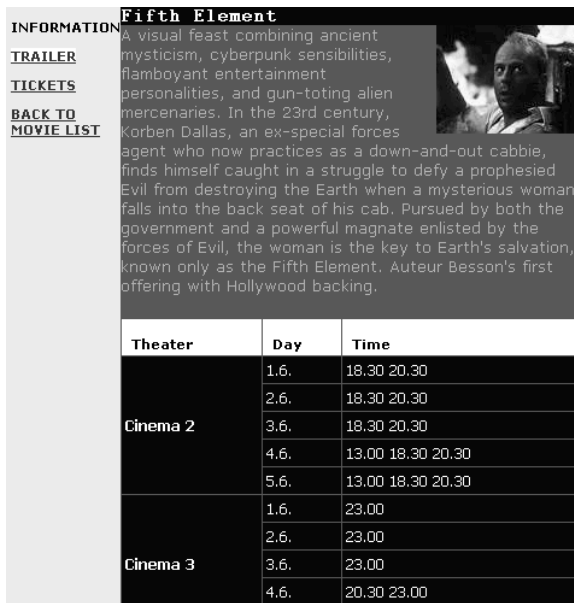 INFORMATION
TRAILER
TICKETS
BACK TO
MOVIE LIST
Fifth Element
A visual feast combining ancient
mysticism, cyberpunk sensibilities,
flamboyant entertainment
personalities, and gun-toting alien
mercenaries. In the 23rd century,
Korben Dallas, an ex-special forces
agent who now practices as a down-and-out cabbie,
finds himself caught in a struggle to defy a prophesied
Evil from destroying the Earth when a mysterious woman
falls into the back seat of his cab. Pursued by both the
government and a powerful magnate enlisted by the
forces of Evil, the woman is the key to Earth's salvation,
known only as the Fifth Element. Auteur Besson's first
offering with Hollywood backing.
Theater Day Time
Cinema 2
1.6. 18.30 20.30
2.6. 18.30 20.30
3.6. 18.30 20.30
4.6. 13.00 18.30 20.30
5.6. 13.00 18.30 20.30
Cinema 3
1.6. 23.00
2.6. 23.00
3.6. 23.00
4.6. 20.30 23.00